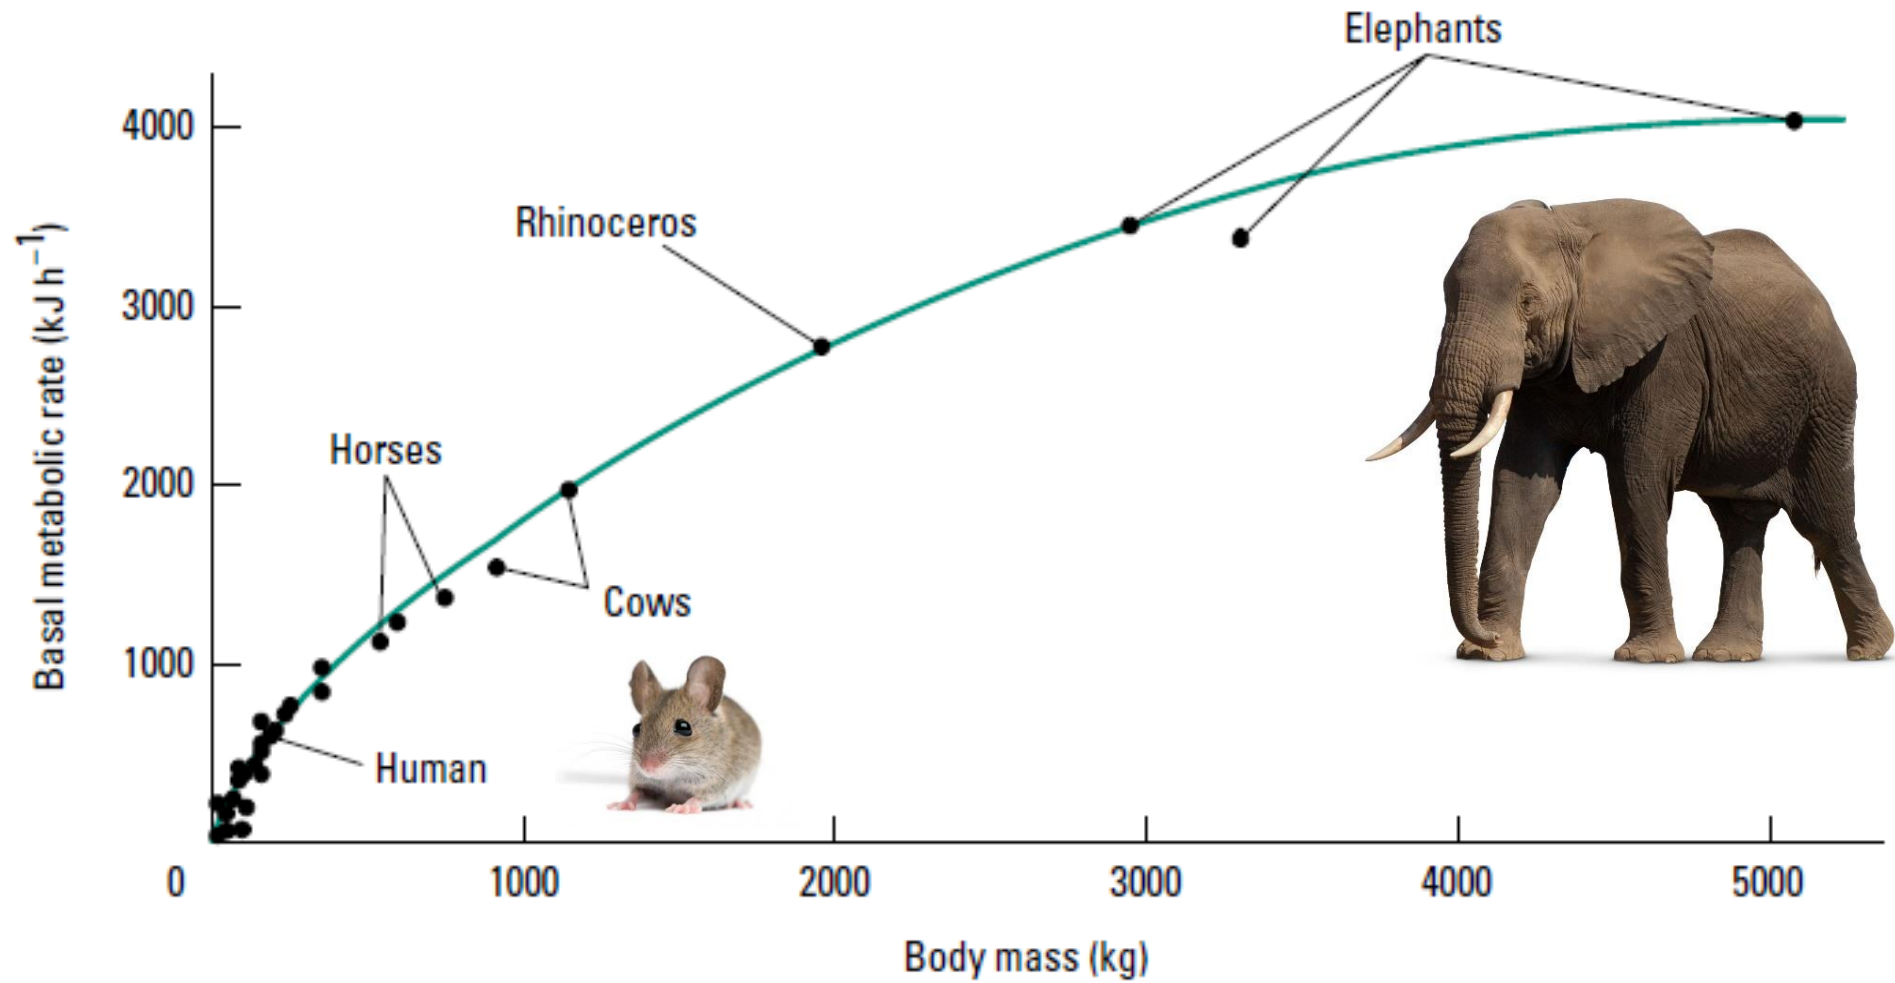 Elephants
4000
Rhinoceros
3000
Basal metabolic rate (kJ h⁻¹)
Horses
2000
Cows
1000
Human
0
1000
2000
3000
4000
5000
Body mass (kg)